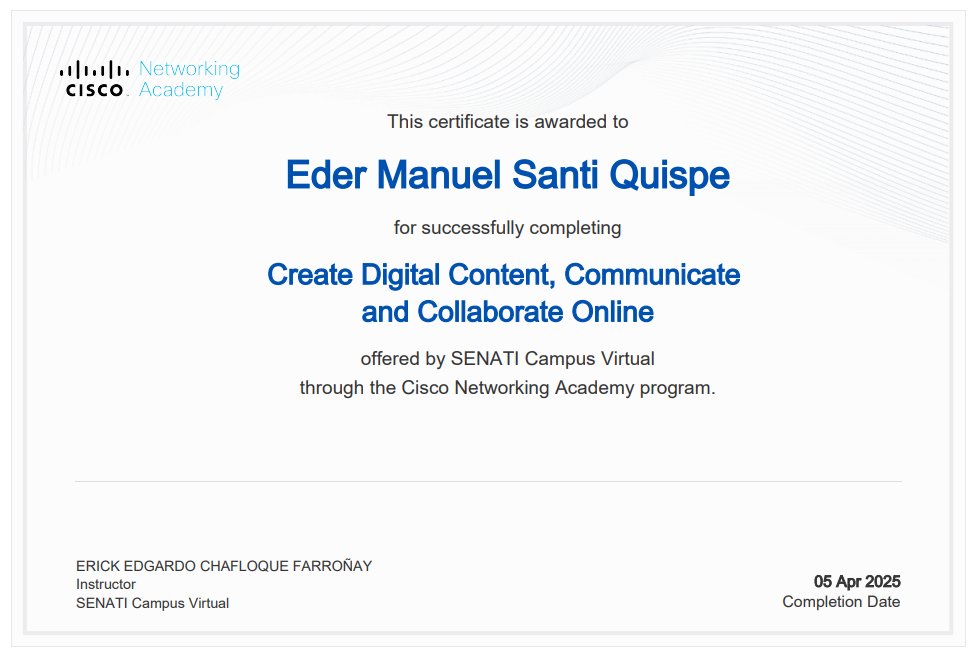 Networking
CISCO Academy
This certificate is awarded to
Eder Manuel Santi Quispe
for successfully completing
Create Digital Content, Communicate
and Collaborate Online
offered by SENATI Campus Virtual
through the Cisco Networking Academy program.
ERICK EDGARDO CHAFLOQUE FARROÑAY
Instructor
SENATI Campus Virtual
05 Apr 2025
Completion Date